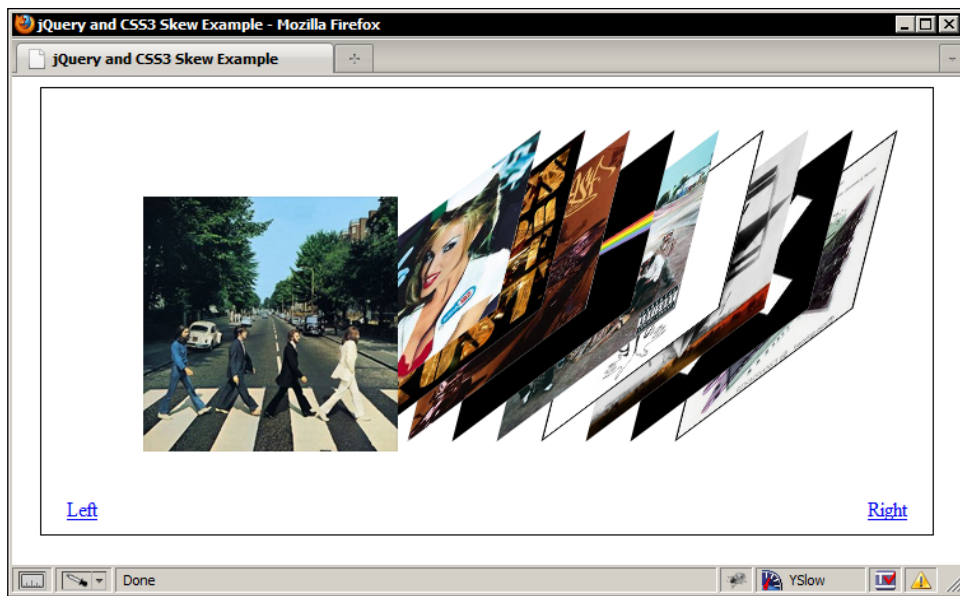 jQuery and CSS3 Skew Example - Mozilla Firefox
jQuery and CSS3 Skew Example
Left
Right
Done
YSlow